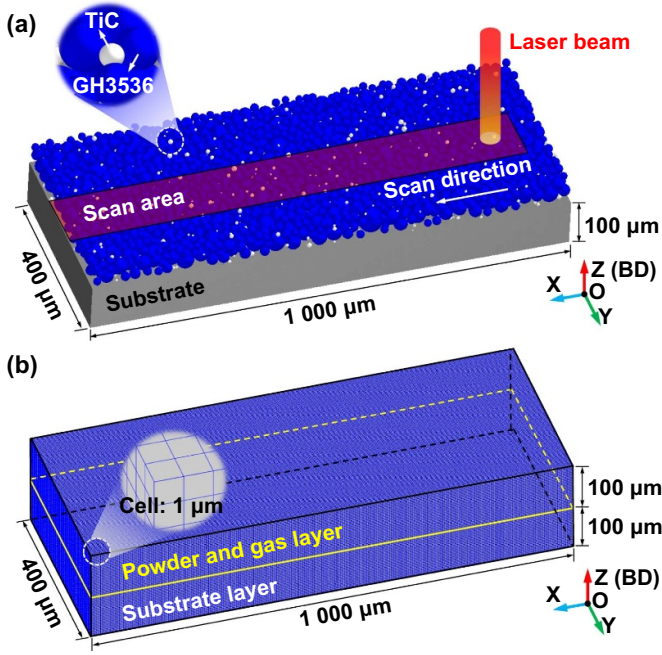 (a)
TiC
GH3536
Laser beam
Scan area
Scan direction
100 µm
400 µm
Substrate
1 000 µm
Z (BD)
X
O
Y
(b)
Cell: 1 µm
100 µm
Powder and gas layer
100 µm
400 µm
Substrate layer
1 000 µm
Z (BD)
X
O
Y